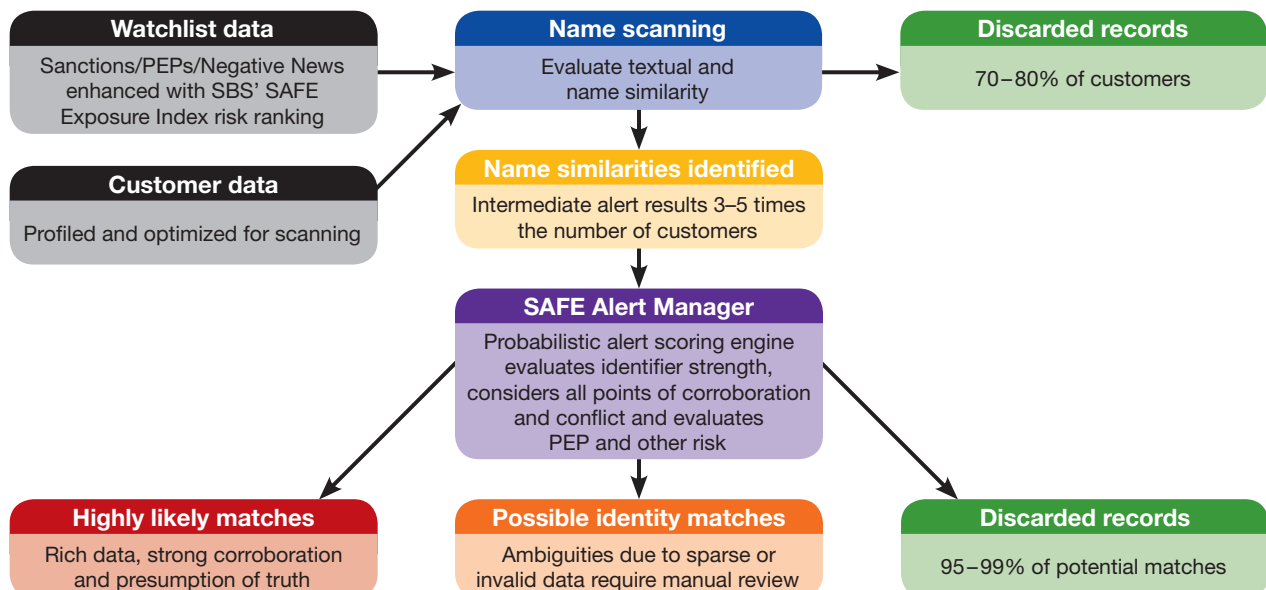 Watchlist data
Sanctions/PEPs/Negative News
enhanced with SBS’ SAFE
Exposure Index risk ranking
Customer data
Profiled and optimized for scanning
Name scanning
Evaluate textual and
name similarity
Discarded records
70–80% of customers
Name similarities identified
Intermediate alert results 3–5 times
the number of customers
SAFE Alert Manager
Probabilistic alert scoring engine
evaluates identifier strength,
considers all points of corroboration
and conflict and evaluates
PEP and other risk
Highly likely matches
Rich data, strong corroboration
and presumption of truth
Possible identity matches
Ambiguities due to sparse or
invalid data require manual review
Discarded records
95–99% of potential matches